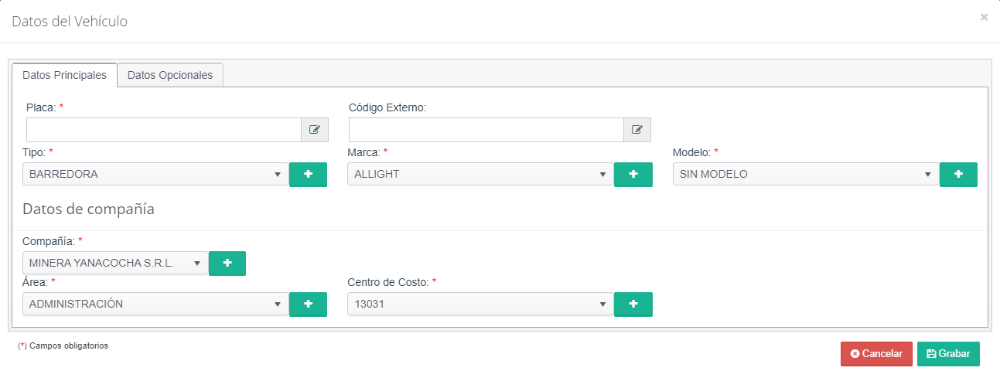 Datos del Vehículo ×
Datos Principales Datos Opcionales
Placa: * Código Externo:
Tipo: * Marca: * Modelo: *
BARREDORA ALLIGHT SIN MODELO
Datos de compañía
Compañía: *
MINERA YANACOCHA S.R.L.
Área: * Centro de Costo: *
ADMINISTRACIÓN 13031
(*) Campos obligatorios
Cancelar Grabar